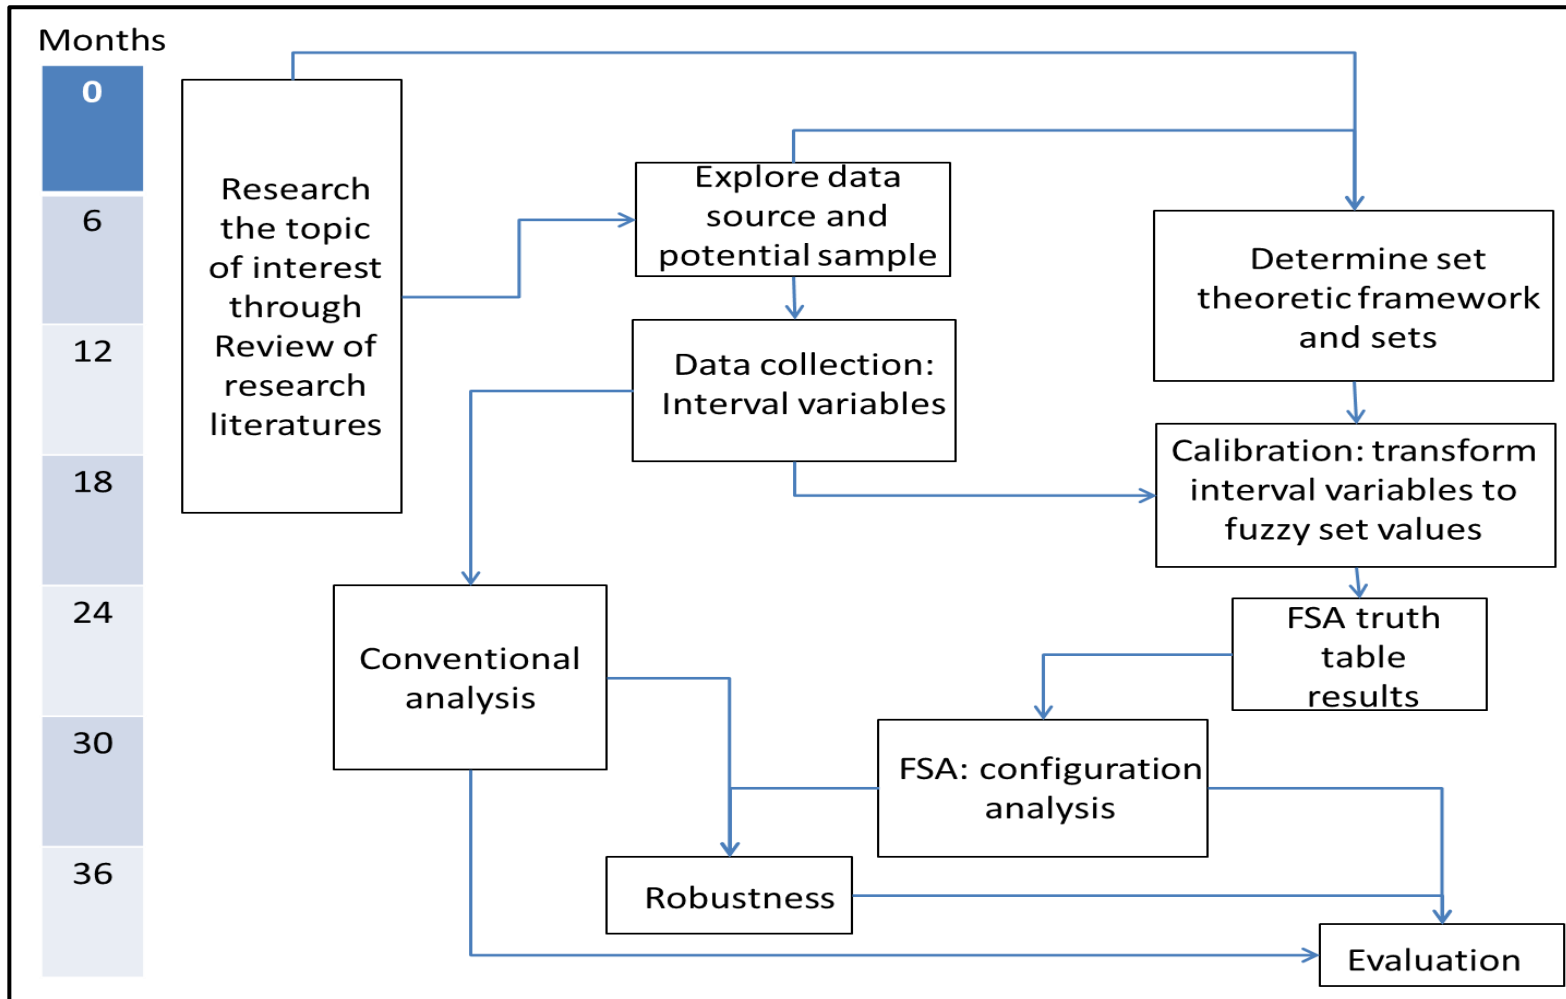 Months
0
6
12
18
24
30
36
Research
the topic
of interest
through
Review of
research
literatures
Explore data
source and
potential sample
Determine set
theoretic framework
and sets
Data collection:
Interval variables
Calibration: transform
interval variables to
fuzzy set values
Conventional
analysis
FSA truth
table
results
FSA: configuration
analysis
Robustness
Evaluation